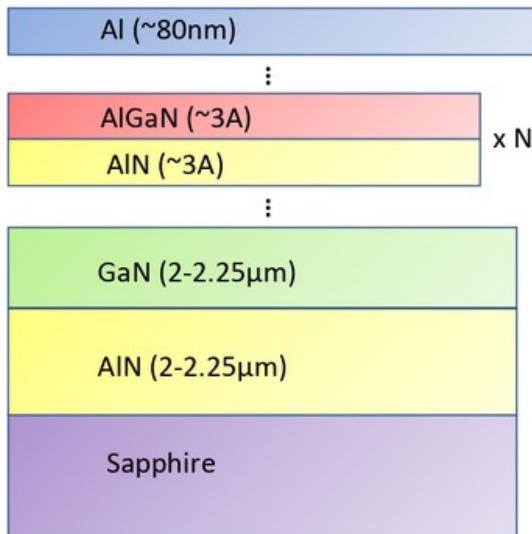 Al (~80nm)
⋮
AlGaN (~3A)
x N
AlN (~3A)
⋮
GaN (2-2.25μm)
AlN (2-2.25μm)
Sapphire